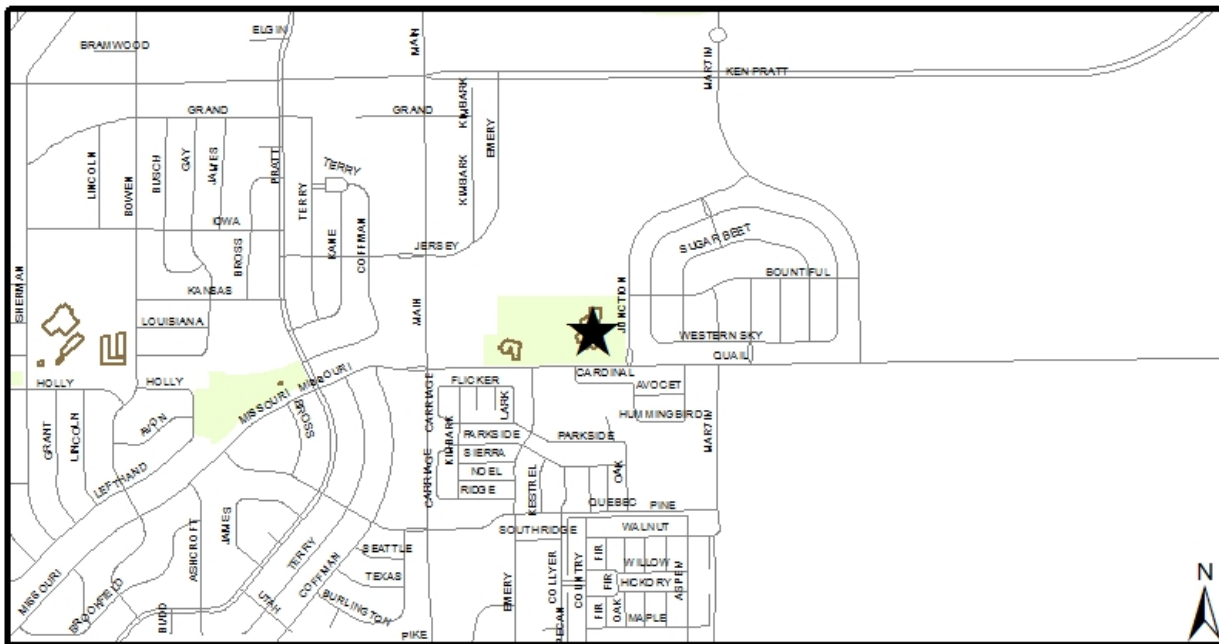 ELGIN
BRAMWOOD
MAIN
MARTIN
KEN PRATT
GRAND
GRAND
KIMBARK
EMERY
LINCOLN
BOWEN
BUSCH
GAY
JAMES
PRATT
TERRY
TERRY
KIMBARK
IOWA
BROSS
KANE
COFFMAN
JERSEY
SUGAR BEET
BOUNTIFUL
SHERMAN
KANSAS
LOUISIANA
MAIN
JUNCTION
WESTERN SKY
QUAIL
HOLLY
HOLLY
MISSOURI
MISSOURI
CARRIAGE
FLICKER
CARDINAL
AVOCET
HUMMINGBIRD
MARTIN
GRANT
LINCOLN
AVON
BROSS
LARK
KIMBARK
PARKSIDE
PARKSIDE
SIERRA
NOEL
RIDGE
OAK
KESTREL
LEFTHAND
CARRIAGE
QUEBEC
PINE
SOUTHRIDGE
WALNUT
JAMES
ASHCROFT
TERRY
COFFMAN
SEATTLE
TEXAS
BURLINGTON
UTAH
MISSOURI
BROOKFIELD
BUDD
PIKE
EMERY
COLLYER
COUNTRY
PECAN
FIR
FIR
FIR
WILLOW
HICKORY
OAK
MAPLE
ASPEN
N